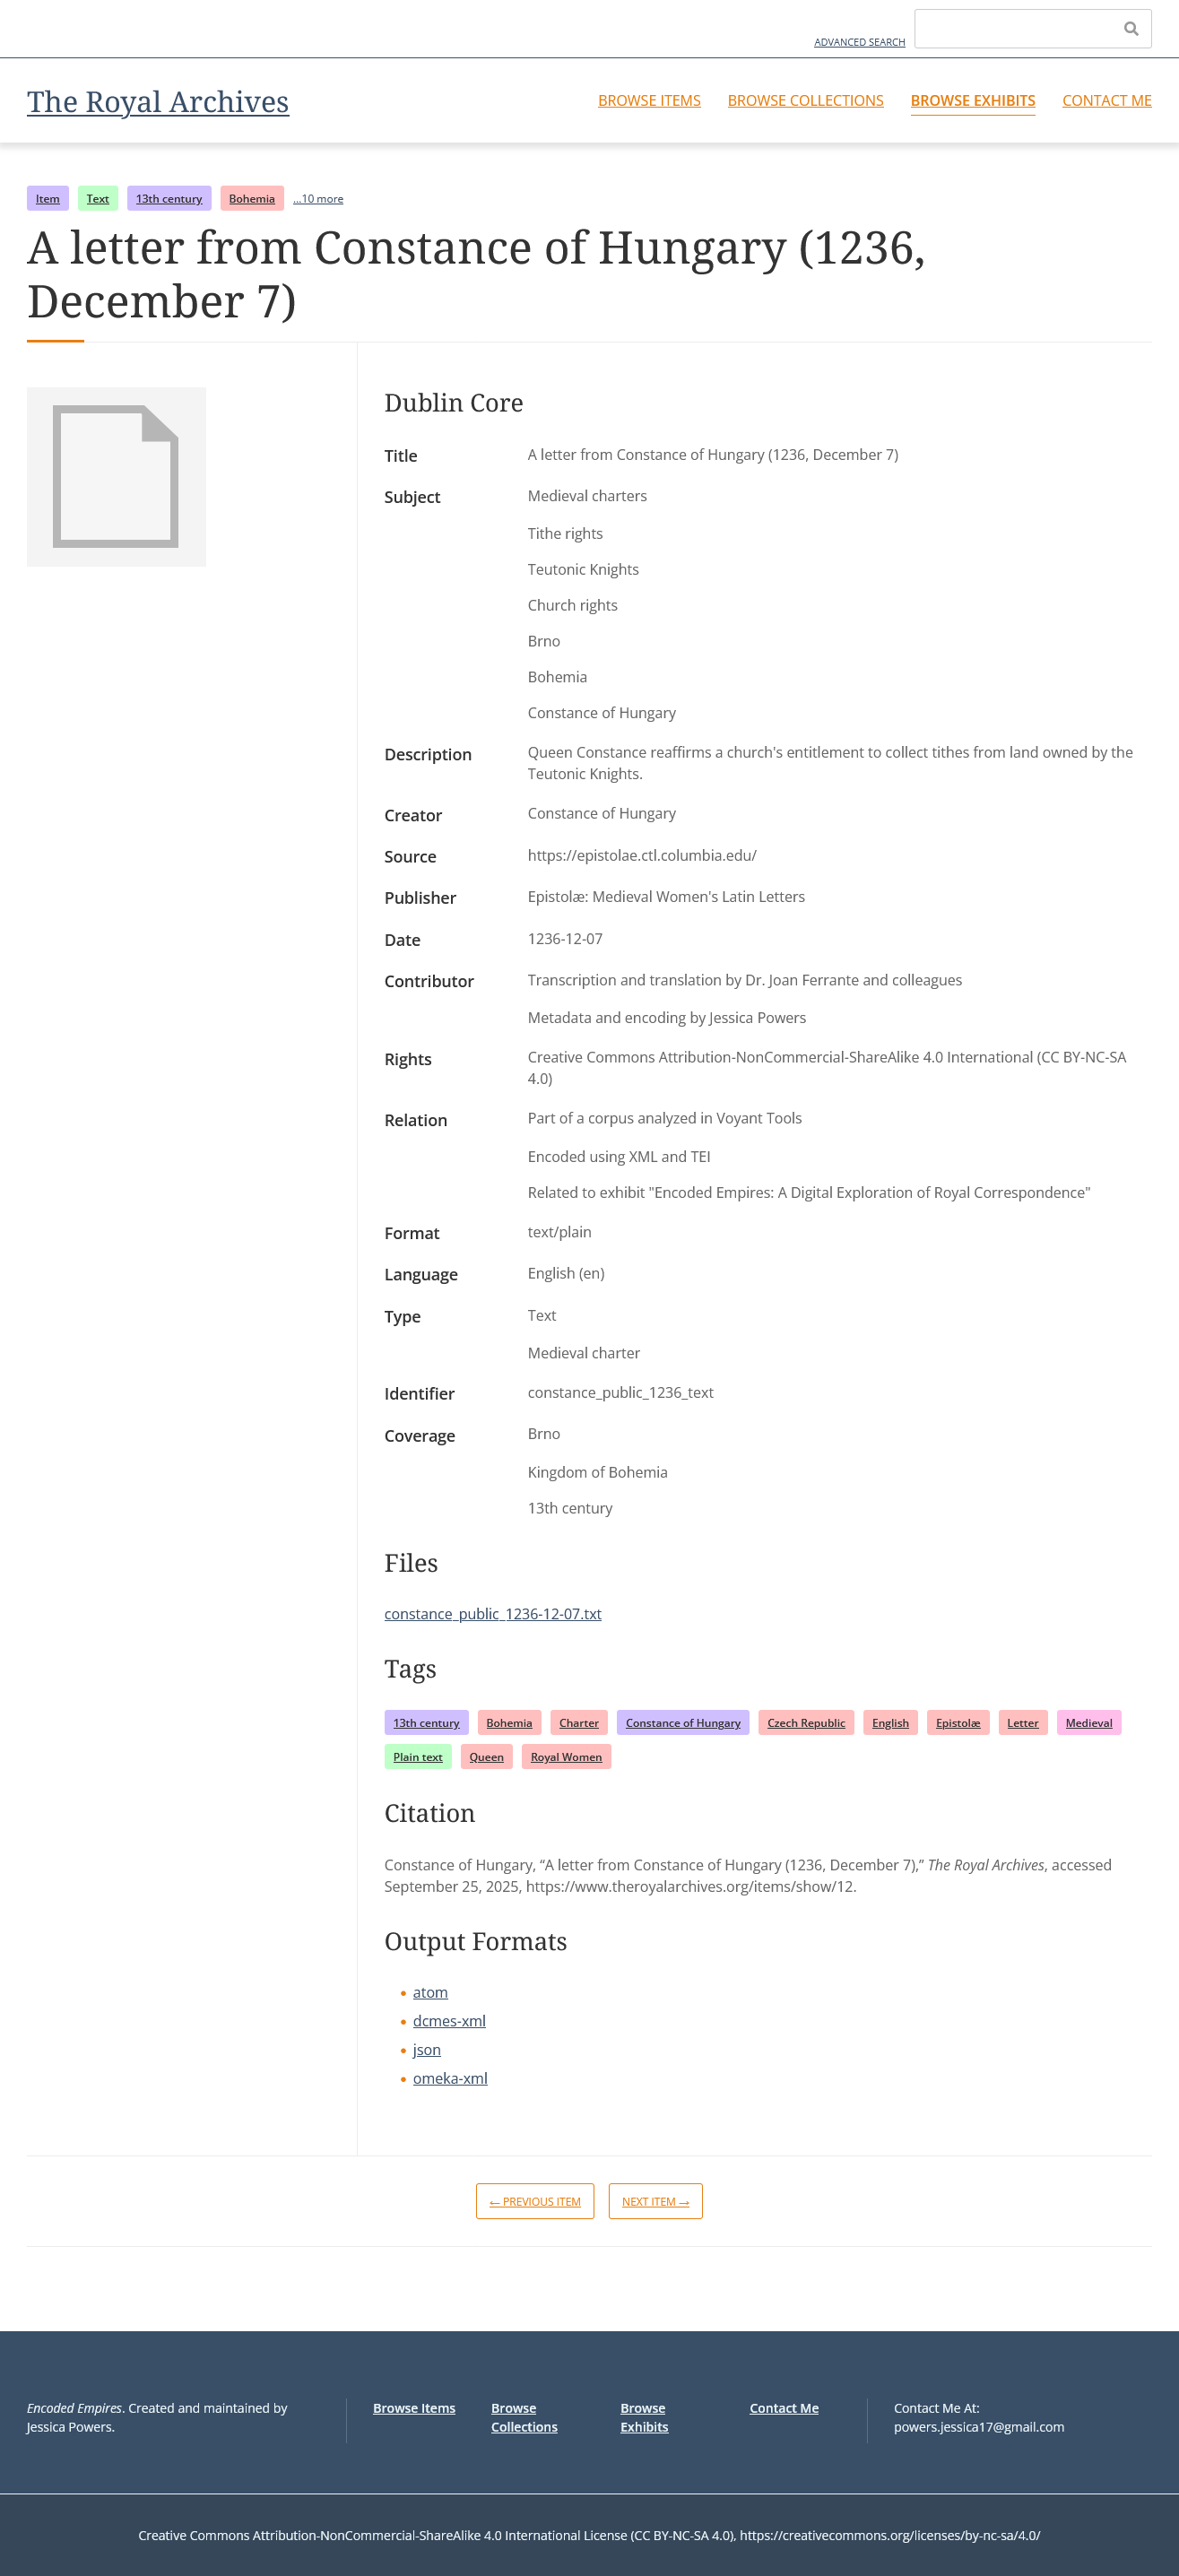 ADVANCED SEARCH
The Royal Archives
BROWSE ITEMS
BROWSE COLLECTIONS
BROWSE EXHIBITS
CONTACT ME
Item
Text
13th century
Bohemia
...10 more
A letter from Constance of Hungary (1236,
December 7)
Dublin Core
Title
A letter from Constance of Hungary (1236, December 7)
Subject
Medieval charters
Tithe rights
Teutonic Knights
Church rights
Brno
Bohemia
Constance of Hungary
Description
Queen Constance reaffirms a church's entitlement to collect tithes from land owned by the
Teutonic Knights.
Creator
Constance of Hungary
Source
https://epistolae.ctl.columbia.edu/
Publisher
Epistolæ: Medieval Women's Latin Letters
Date
1236-12-07
Contributor
Transcription and translation by Dr. Joan Ferrante and colleagues
Metadata and encoding by Jessica Powers
Rights
Creative Commons Attribution-NonCommercial-ShareAlike 4.0 International (CC BY-NC-SA
4.0)
Relation
Part of a corpus analyzed in Voyant Tools
Encoded using XML and TEI
Related to exhibit "Encoded Empires: A Digital Exploration of Royal Correspondence"
Format
text/plain
Language
English (en)
Type
Text
Medieval charter
Identifier
constance_public_1236_text
Coverage
Brno
Kingdom of Bohemia
13th century
Files
constance_public_1236-12-07.txt
Tags
13th century
Bohemia
Charter
Constance of Hungary
Czech Republic
English
Epistolæ
Letter
Medieval
Plain text
Queen
Royal Women
Citation
Constance of Hungary, “A letter from Constance of Hungary (1236, December 7),” The Royal Archives, accessed
September 25, 2025, https://www.theroyalarchives.org/items/show/12.
Output Formats
atom
dcmes-xml
json
omeka-xml
← PREVIOUS ITEM
NEXT ITEM →
Encoded Empires. Created and maintained by
Jessica Powers.
Browse Items
Browse
Collections
Browse
Exhibits
Contact Me
Contact Me At:
powers.jessica17@gmail.com
Creative Commons Attribution-NonCommercial-ShareAlike 4.0 International License (CC BY-NC-SA 4.0), https://creativecommons.org/licenses/by-nc-sa/4.0/